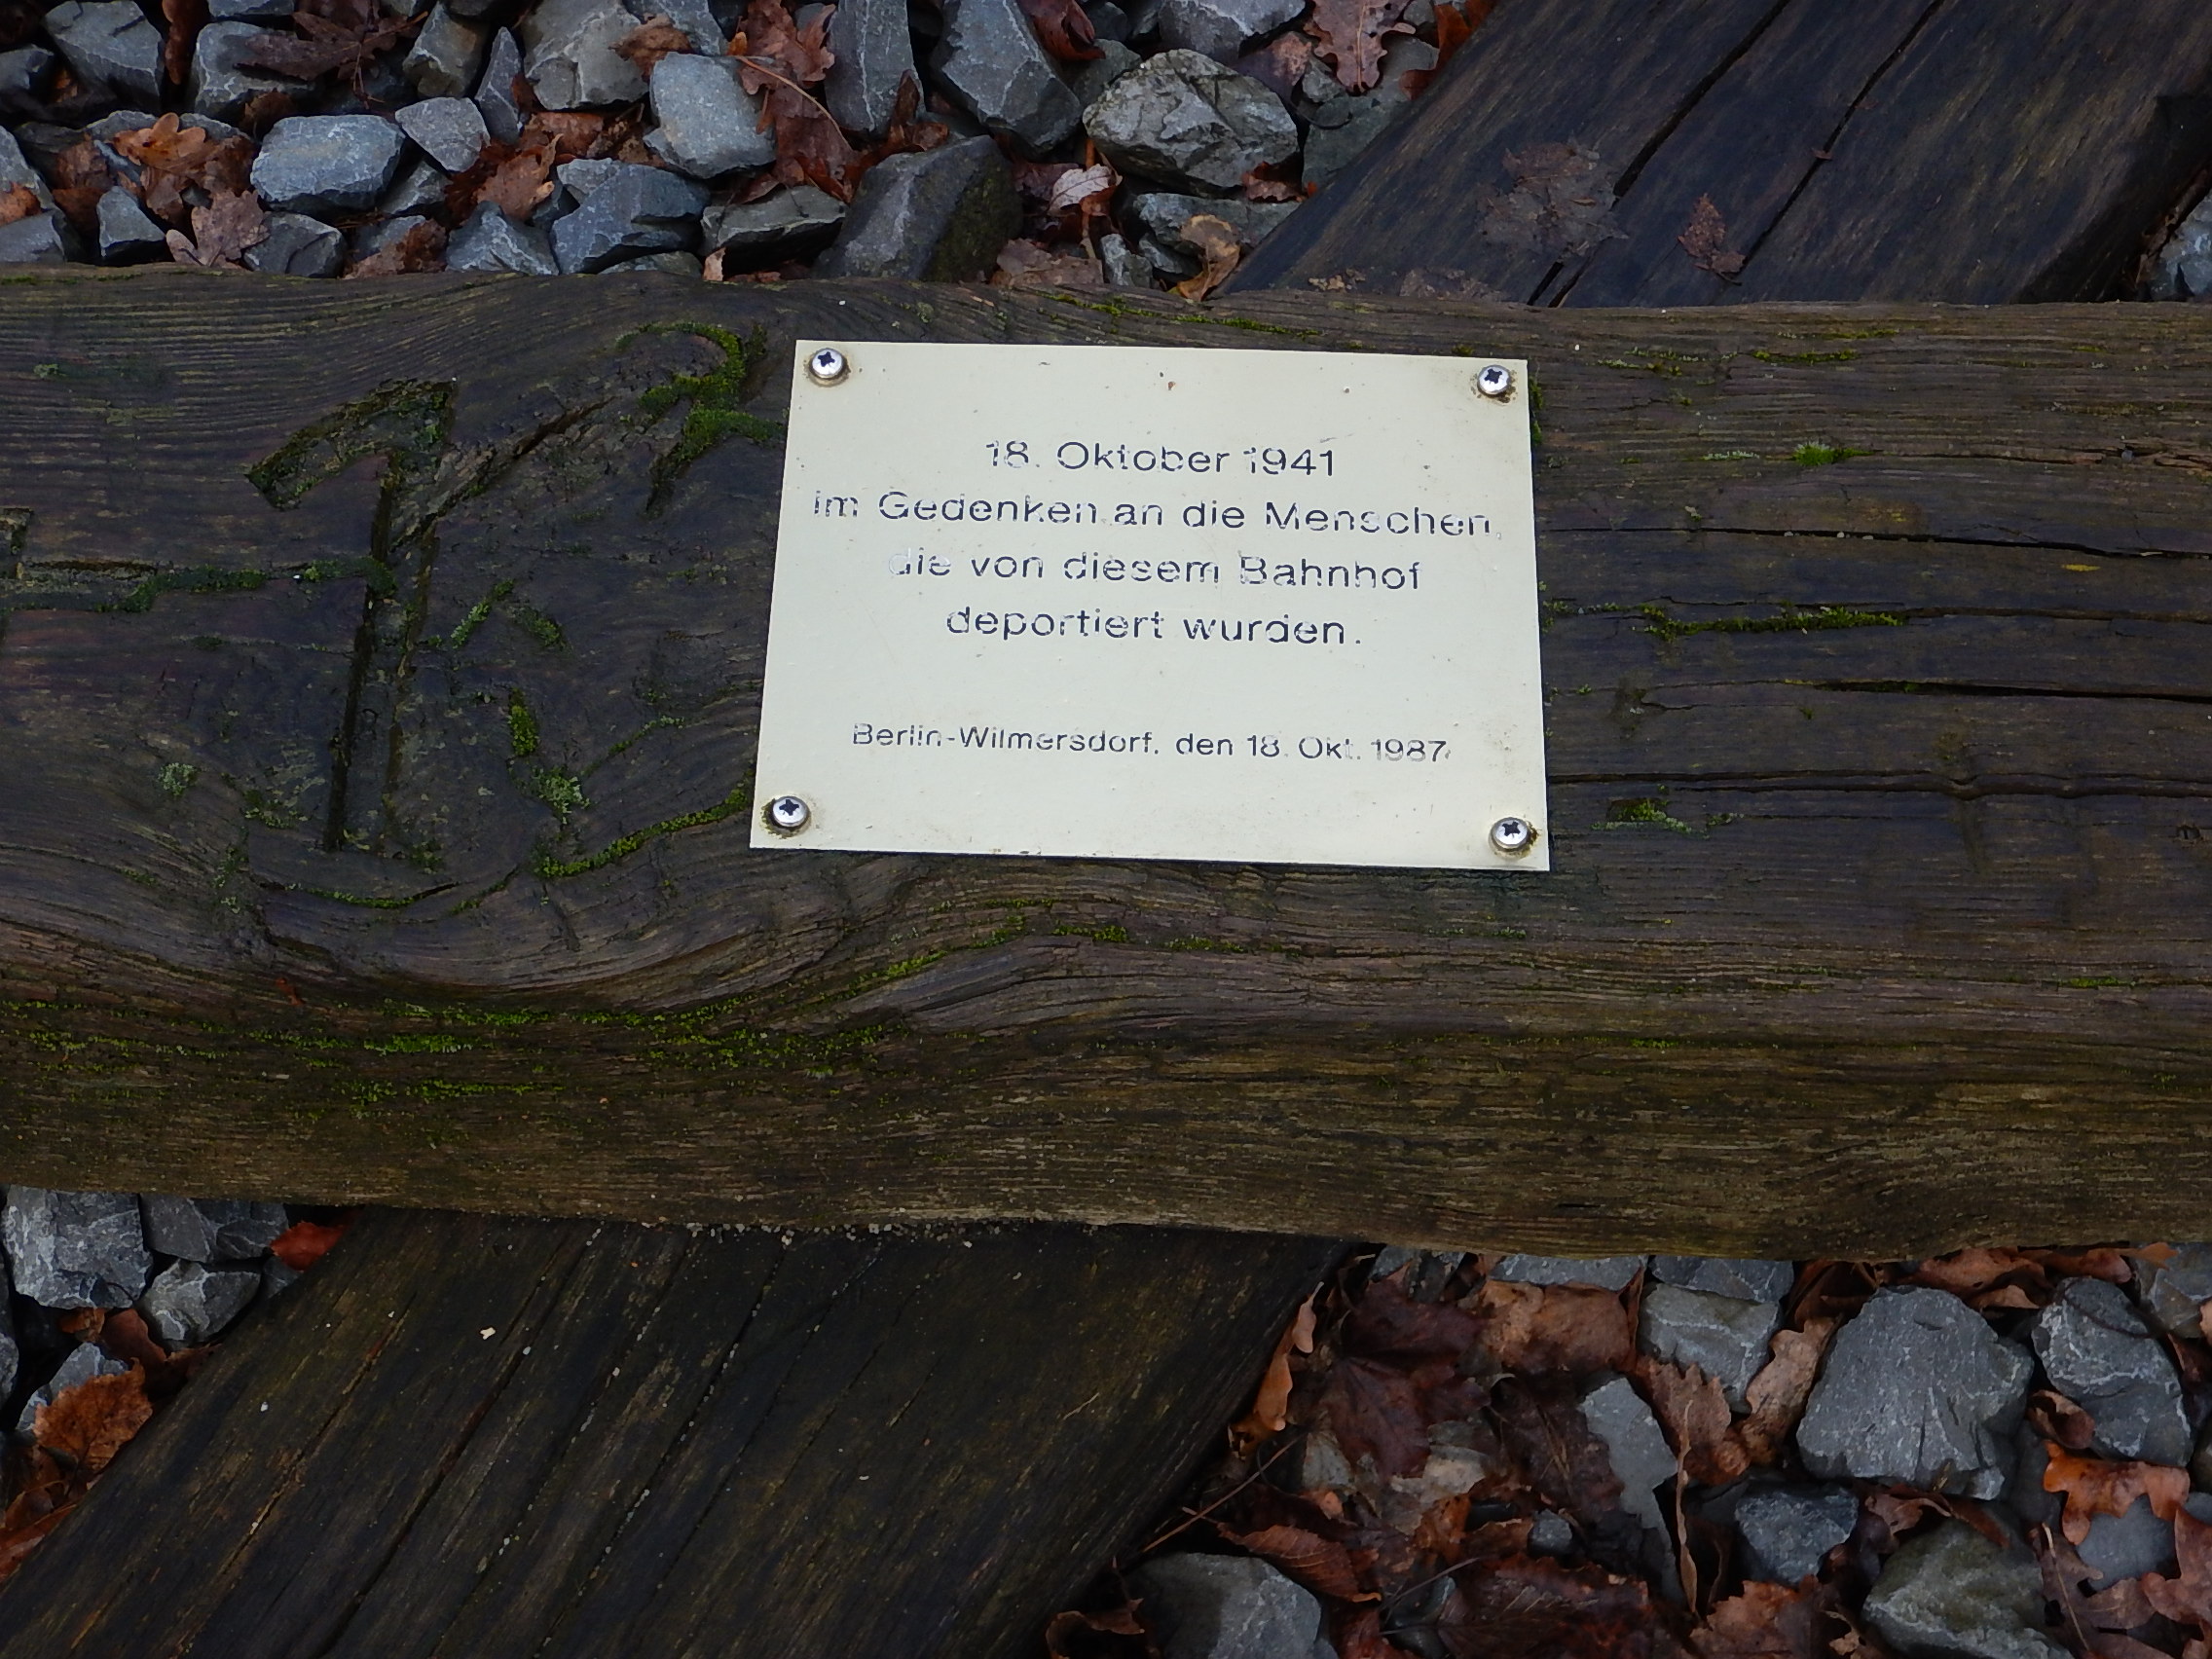 18. Oktober 1941
im Gedenken an die Menschen,
die von diesem Bahnhof
deportiert wurden.
Berlin-Wilmersdorf, den 18. Okt. 1987